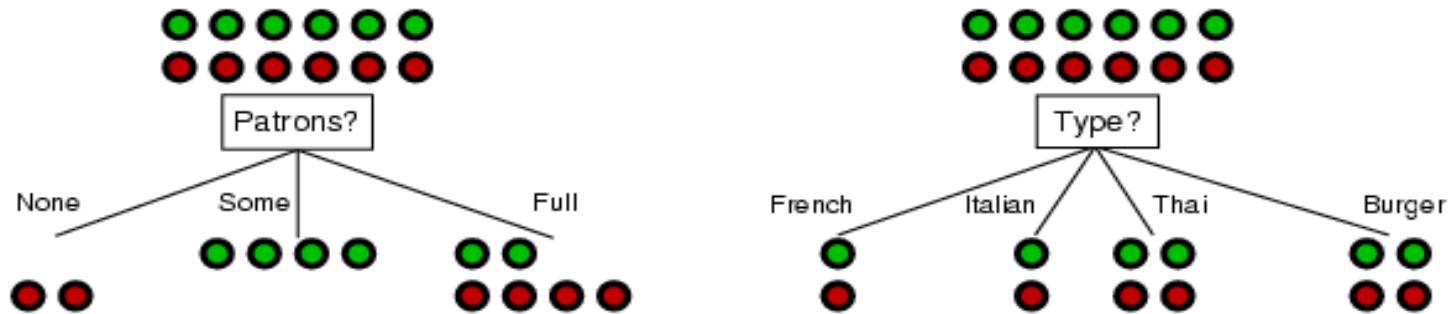 Patrons?
Type?
None
Some
Full
French
Italian
Thai
Burger